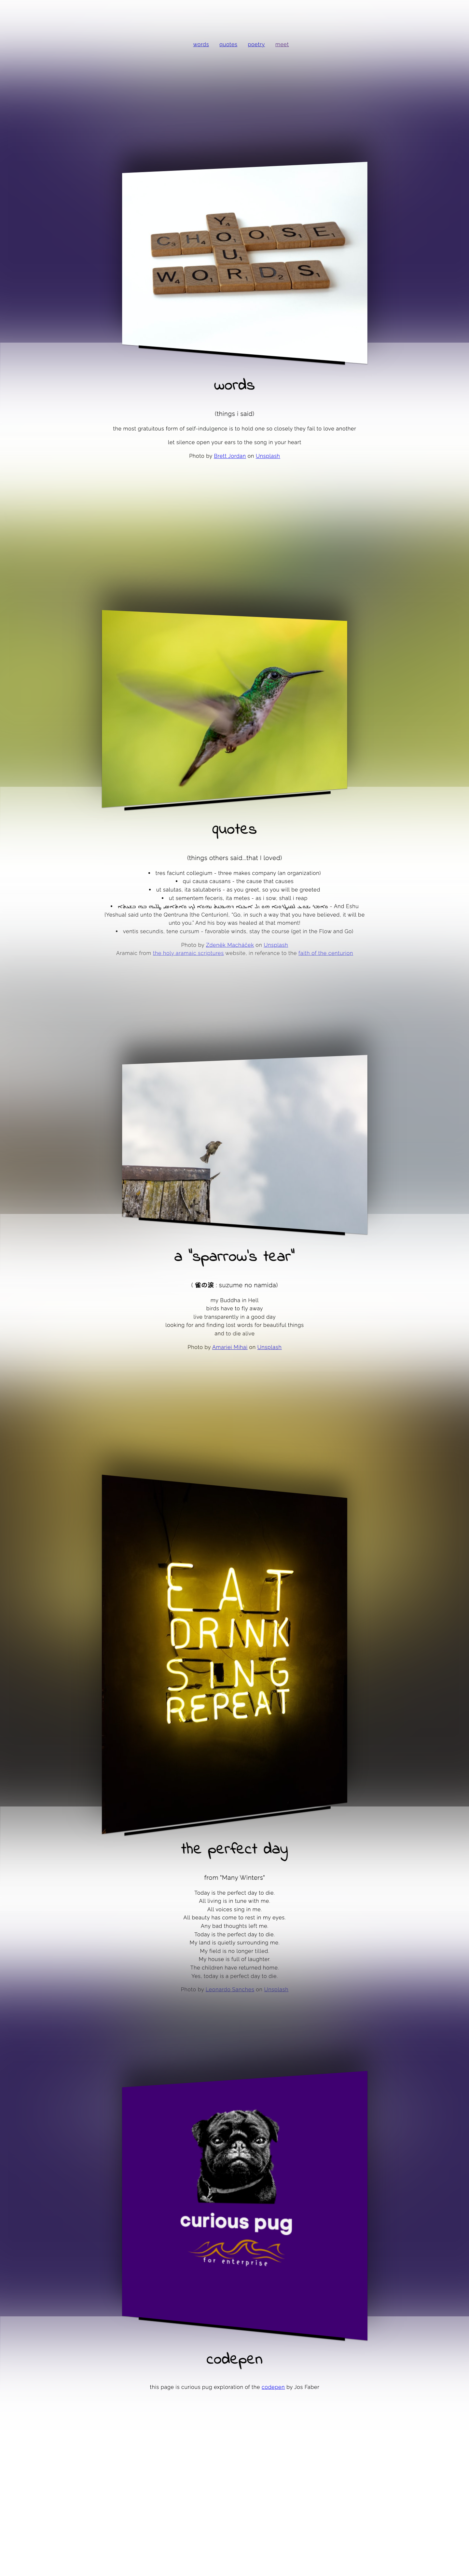 words quotes poetry meet
CHOOSE
YOUR
WORDS
words
(things i said)
the most gratuitous form of self-indulgence is to hold one so closely they fail to love another
let silence open your ears to the song in your heart
Photo by Brett Jordan on Unsplash
quotes
(things others said...that I loved)
• tres faciunt collegium - three makes company (an organization)
• qui causa causans - the cause that causes
• ut salutas, ita salutaberis - as you greet, so you will be greeted
• ut sementem feceris, ita metes - as i sow, shall i reap
- And Eshu
(Yeshua) said unto the Gentruna (the Centurion), "Go, in such a way that you have believed, it will be
unto you." And his boy was healed at that moment!
• ventis secundis, tene cursum - favorable winds, stay the course (get in the Flow and Go)
Photo by Zdeněk Macháček on Unsplash
Aramaic from the holy aramaic scriptures website, in referance to the faith of the centurion
a "sparrow's tear"
( 雀の涙 : suzume no namida)
my Buddha in Hell
birds have to fly away
live transparently in a good day
looking for and finding lost words for beautiful things
and to die alive
Photo by Amariei Mihai on Unsplash
EAT
DRINK
SING
REPEAT
the perfect day
from "Many Winters"
Today is the perfect day to die.
All living is in tune with me.
All voices sing in me.
All beauty has come to rest in my eyes.
Any bad thoughts left me.
Today is the perfect day to die.
My land is quietly surrounding me.
My field is no longer tilled.
My house is full of laughter.
The children have returned home.
Yes, today is a perfect day to die.
Photo by Leonardo Sanches on Unsplash
curious pug
for enterprise
codepen
this page is curious pug exploration of the codepen by Jos Faber